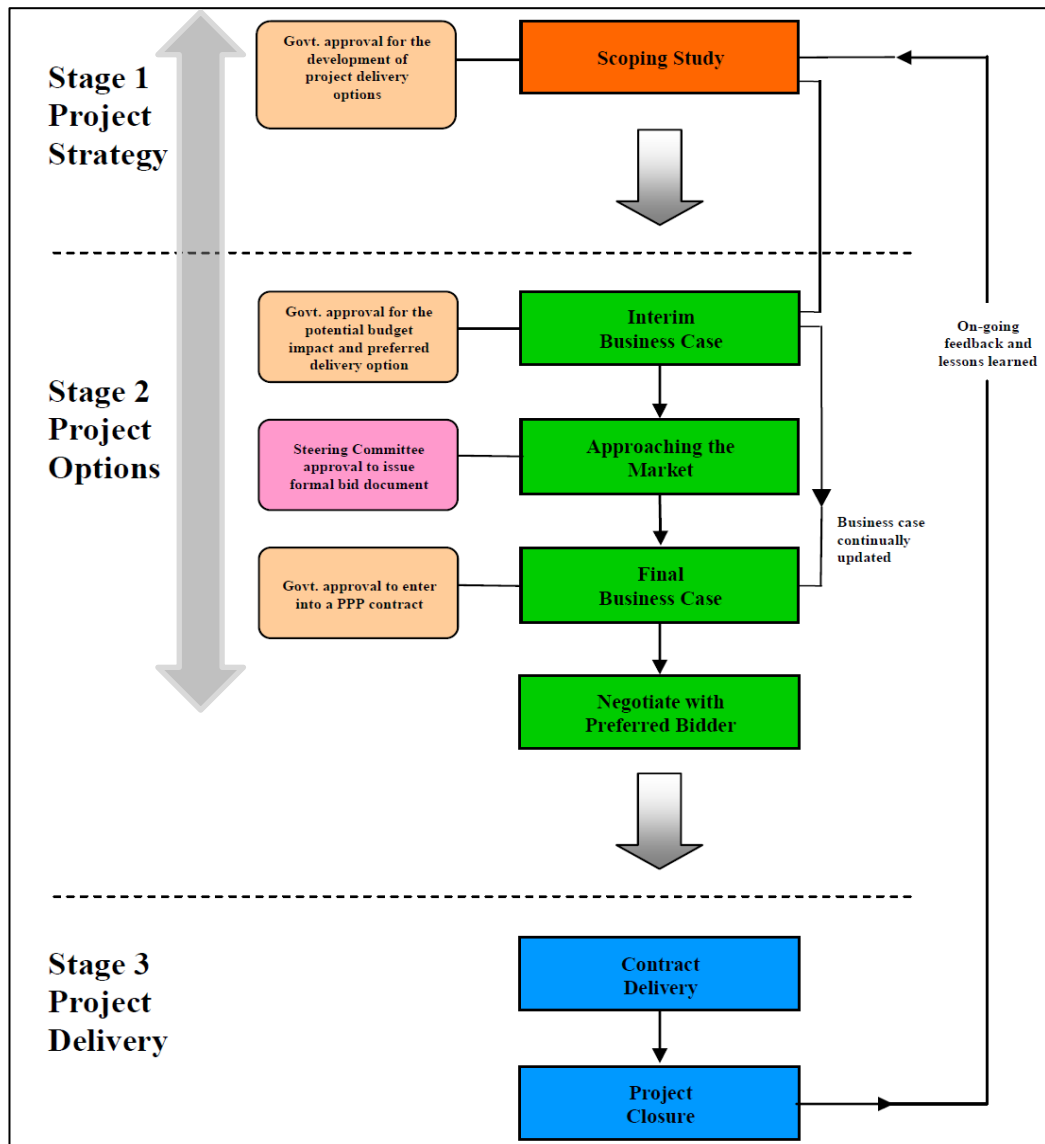 Stage 1
Project
Strategy
Govt. approval for the
development of
project delivery
options
Scoping Study
Stage 2
Project
Options
Govt. approval for the
potential budget
impact and preferred
delivery option
Interim
Business Case
On-going
feedback and
lessons learned
Steering Committee
approval to issue
formal bid document
Approaching the
Market
Business case
continually
updated
Govt. approval to enter
into a PPP contract
Final
Business Case
Negotiate with
Preferred Bidder
Stage 3
Project
Delivery
Contract
Delivery
Project
Closure